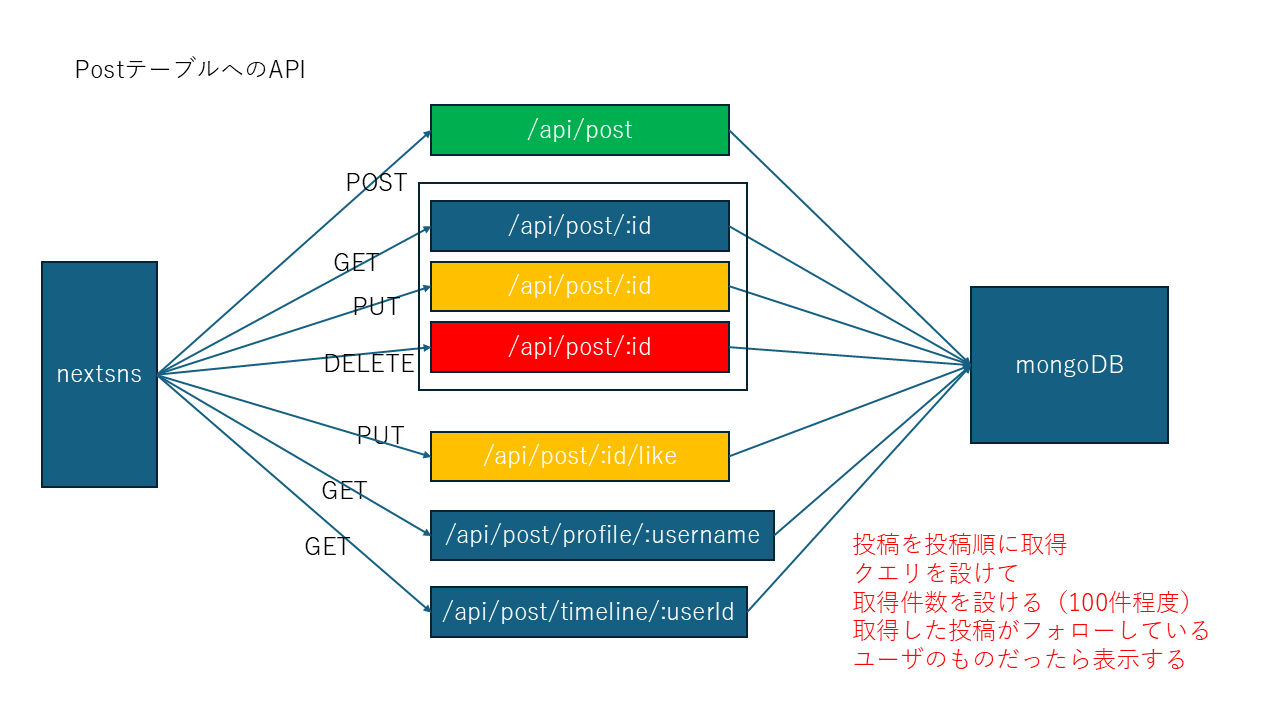 PostテーブルへのAPI
/api/post
POST
/api/post/:id
GET
/api/post/:id
PUT
/api/post/:id
DELETE
nextsns
mongoDB
PUT
/api/post/:id/like
GET
/api/post/profile/:username
GET
/api/post/timeline/:userId
投稿を投稿順に取得
クエリを設けて
取得件数を設ける（100件程度）
取得した投稿がフォローしている
ユーザのものだったら表示する